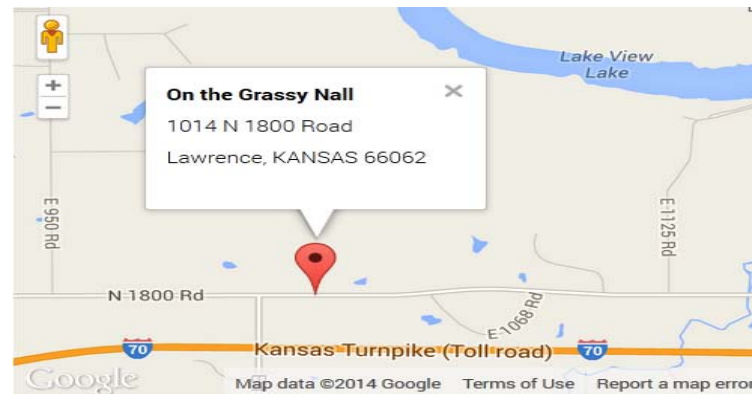 Lake View
Lake
+
On the Grassy Nall ×
1014 N 1800 Road
Lawrence, KANSAS 66062
−
E 950 Rd
E 1125 Rd
N 1800 Rd
E 1068 Rd
70
Kansas Turnpike (Toll road)
70
Google
Map data ©2014 Google
Terms of Use
Report a map error